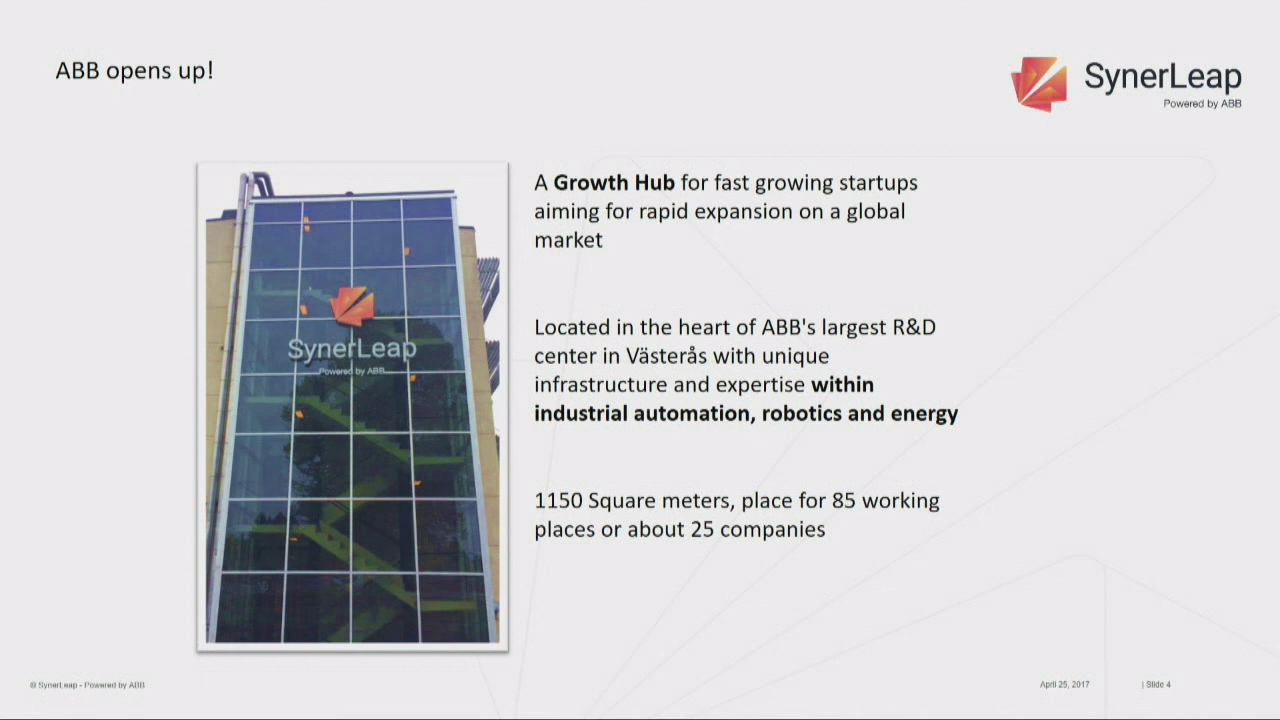 ABB opens up!
SynerLeap
Powered by ABB
SynerLeap
Powered by ABB
A Growth Hub for fast growing startups
aiming for rapid expansion on a global
market
Located in the heart of ABB's largest R&D
center in Västerås with unique
infrastructure and expertise within
industrial automation, robotics and energy
1150 Square meters, place for 85 working
places or about 25 companies
© SynerLeap - Powered by ABB
April 25, 2017
| Slide 4